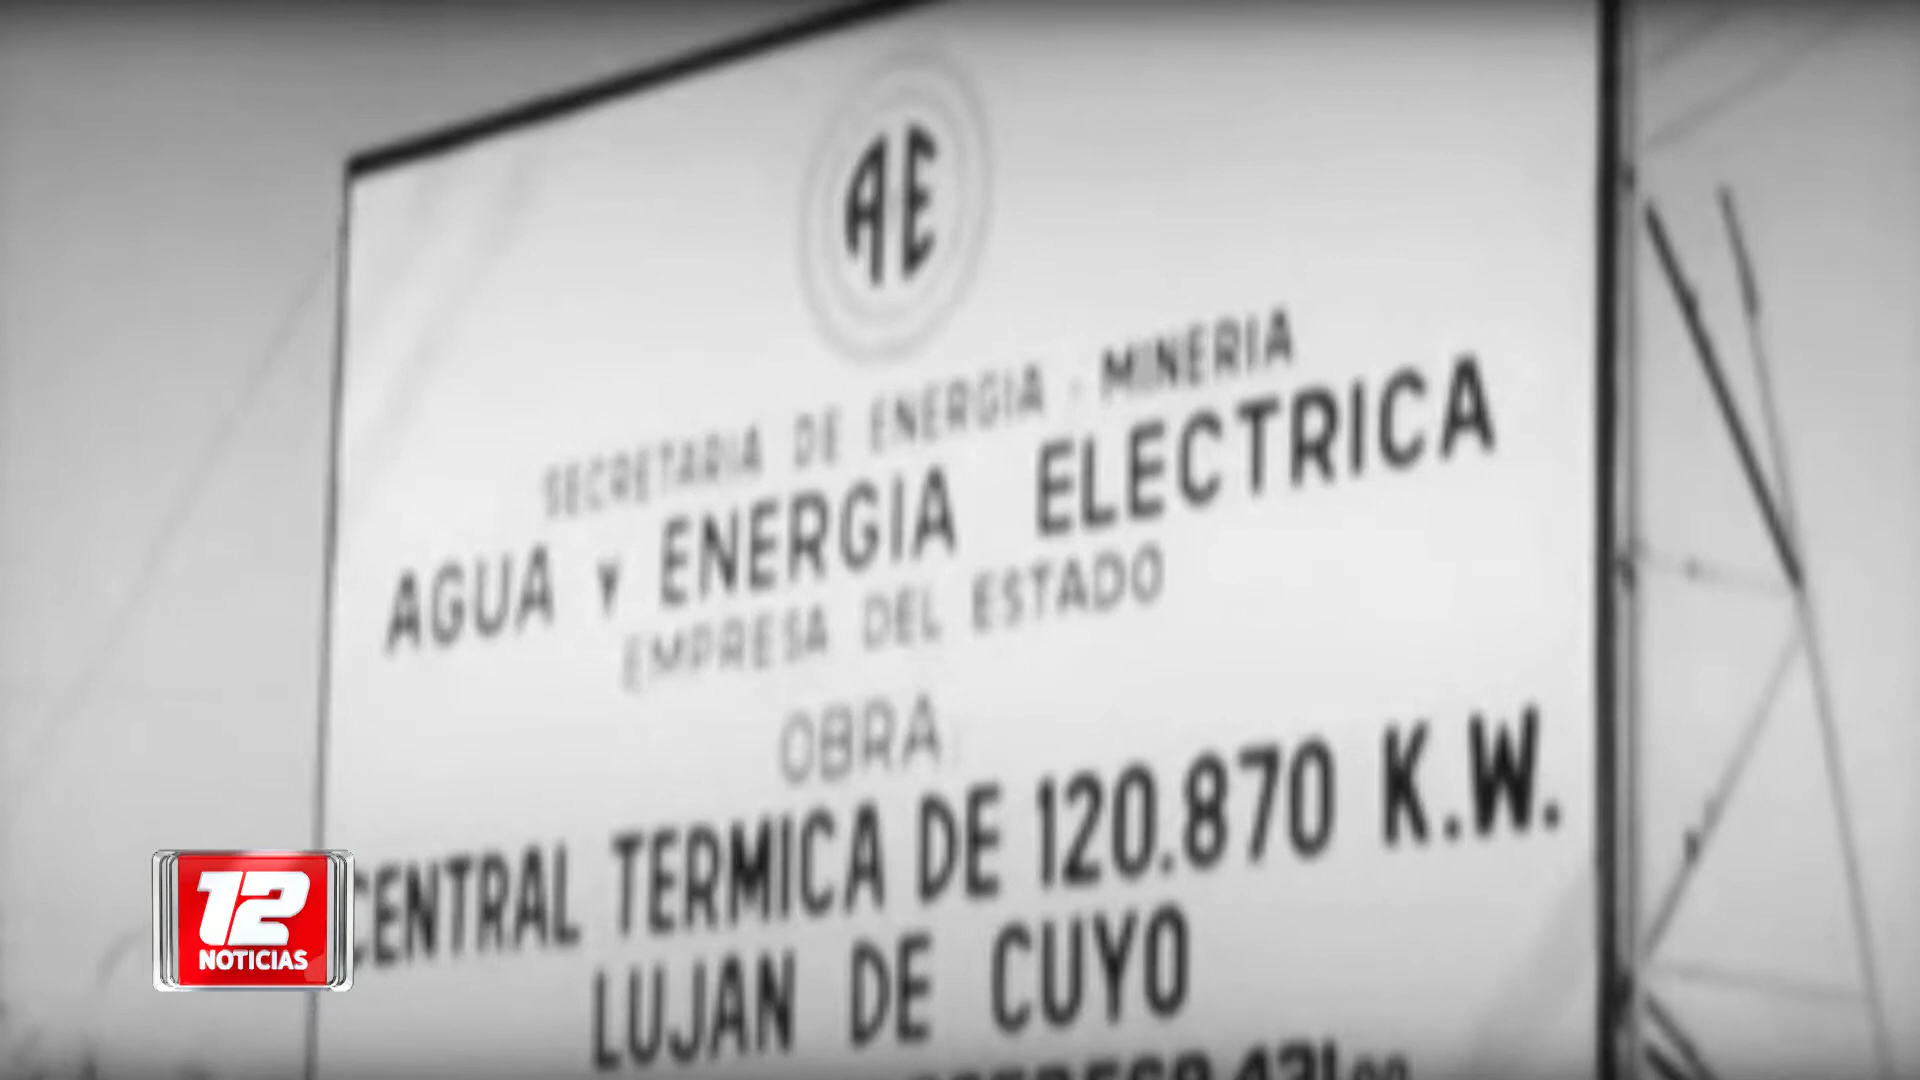 AE
SECRETARIA DE ENERGIA - MINERIA
AGUA Y ENERGIA ELECTRICA
EMPRESA DEL ESTADO
OBRA:
CENTRAL TERMICA DE 120.870 K.W.
LUJAN DE CUYO
12
NOTICIAS